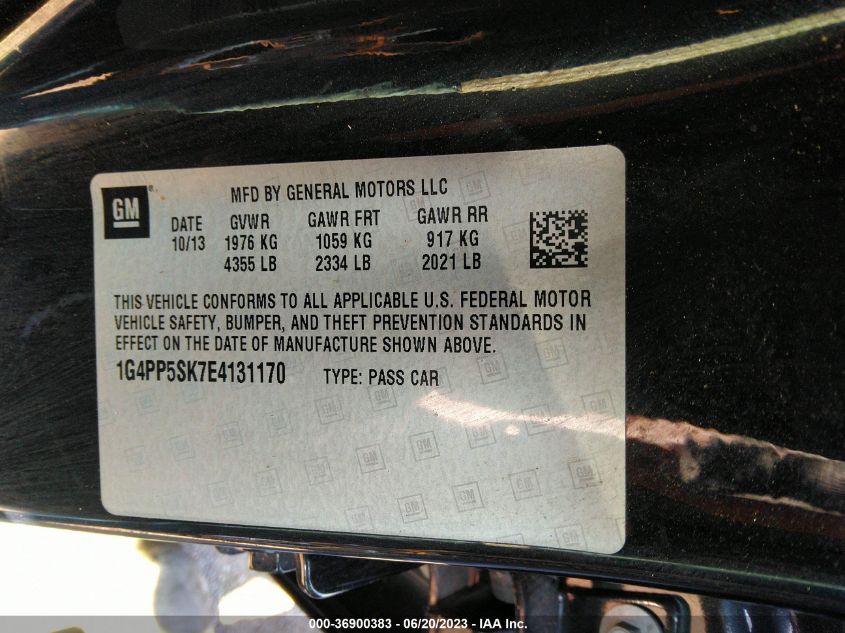 GM
MFD BY GENERAL MOTORS LLC
DATE GVWR GAWR FRT GAWR RR
10/13 1976 KG 1059 KG 917 KG
4355 LB 2334 LB 2021 LB
THIS VEHICLE CONFORMS TO ALL APPLICABLE U.S. FEDERAL MOTOR
VEHICLE SAFETY, BUMPER, AND THEFT PREVENTION STANDARDS IN
EFFECT ON THE DATE OF MANUFACTURE SHOWN ABOVE.
1G4PP5SK7E4131170 TYPE: PASS CAR
000-36900383 - 06/20/2023 - IAA Inc.